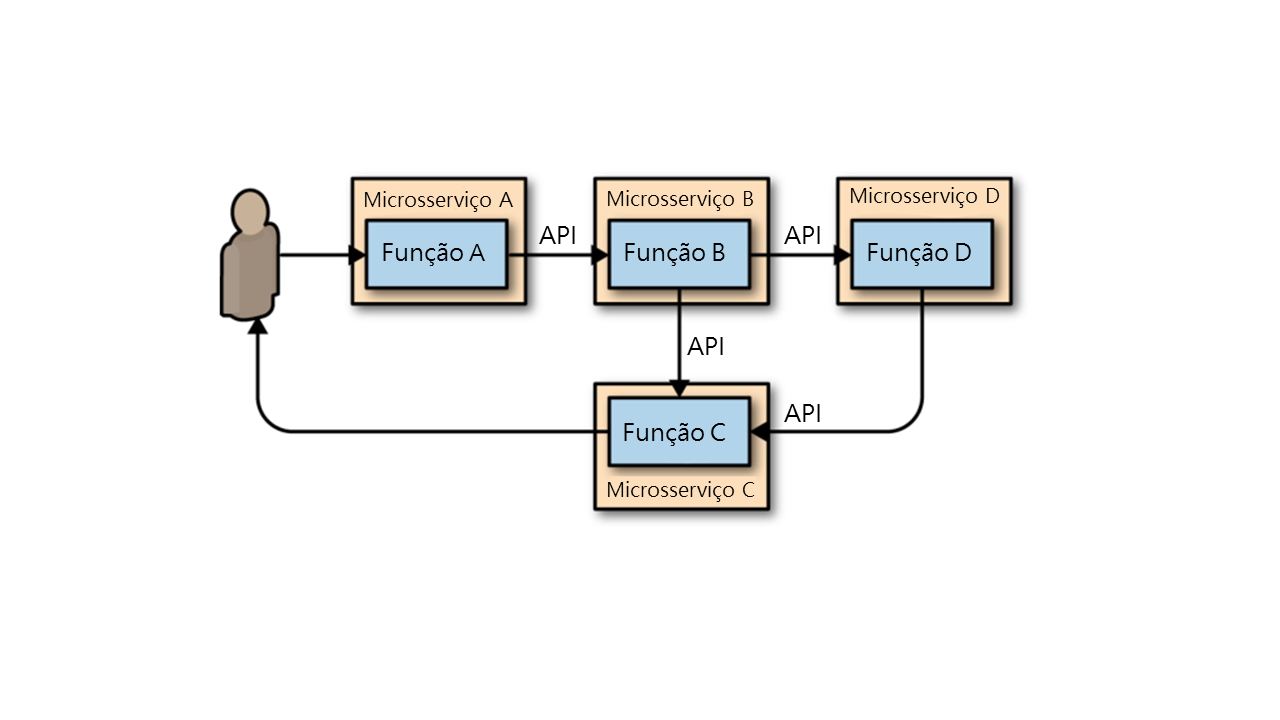 Microsserviço A
Função A
API
Microsserviço B
Função B
API
Microsserviço D
Função D
API
API
Função C
Microsserviço C